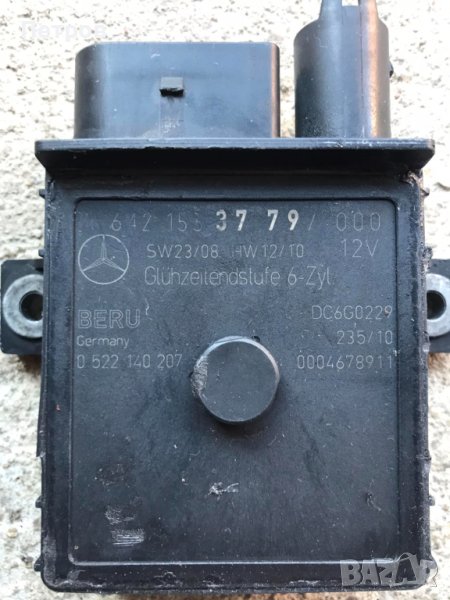 A 642 153 37 79/ 000
SW23/08 HW12/10 12V
Glühzeitendstufe 6-Zyl.
BERU DC6G0229
Germany 235/10
0 522 140 207 0004678911
BAZAR